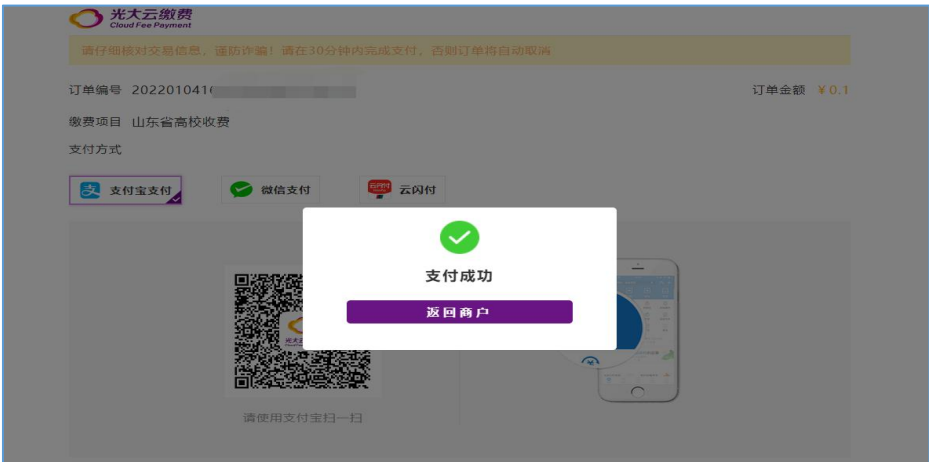 光大云缴费
Cloud Fee Payment
请仔细核对交易信息，谨防诈骗！请在30分钟内完成支付，否则订单将自动取消
订单编号 2022010416
订单金额 ￥0.1
缴费项目 山东省高校收费
支付方式
支付宝支付 微信支付 云闪付
支付成功
返回商户
请使用支付宝扫一扫